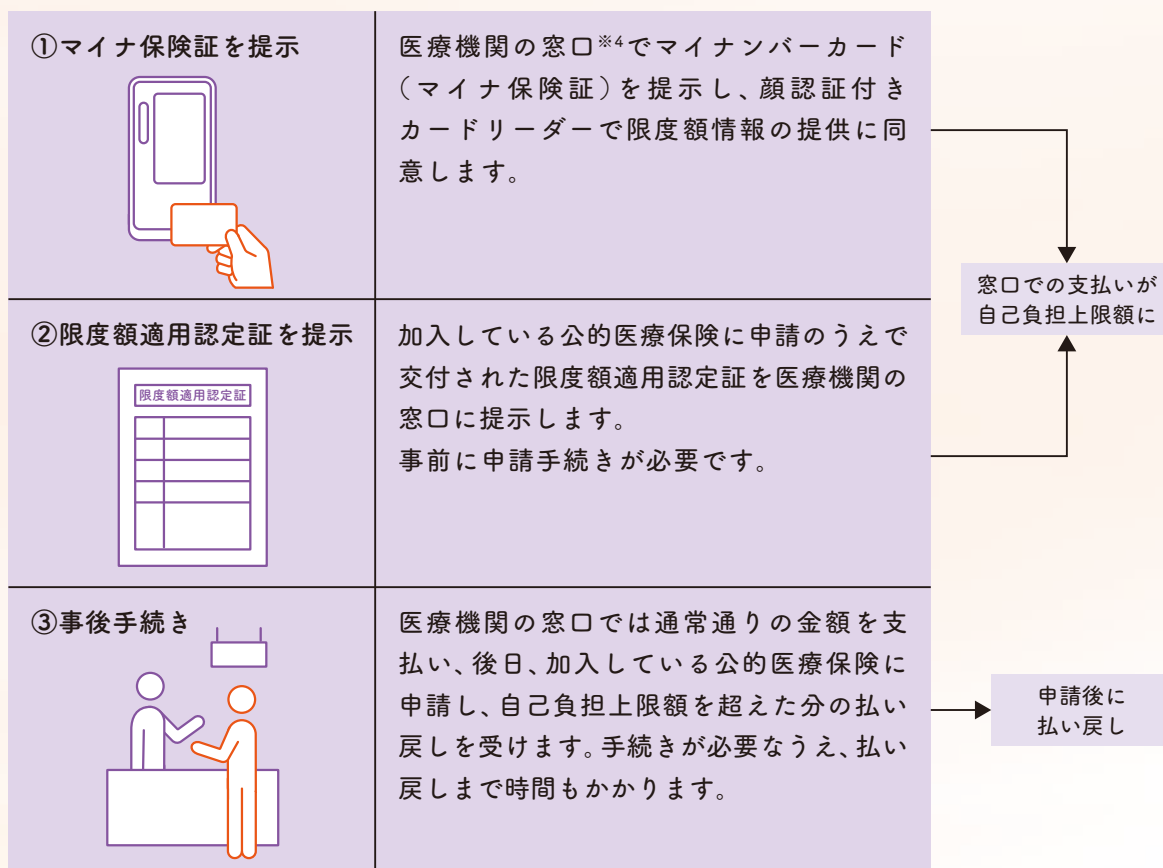 ①マイナ保険証を提示
医療機関の窓口※4でマイナンバーカード
（マイナ保険証）を提示し、顔認証付き
カードリーダーで限度額情報の提供に同
意します。
窓口での支払いが
自己負担上限額に
②限度額適用認定証を提示
限度額適用認定証
加入している公的医療保険に申請のうえで
交付された限度額適用認定証を医療機関の
窓口に提示します。
事前に申請手続きが必要です。
③事後手続き
医療機関の窓口では通常通りの金額を支
払い、後日、加入している公的医療保険に
申請し、自己負担上限額を超えた分の払い
戻しを受けます。手続きが必要なうえ、払い
戻しまで時間もかかります。
申請後に
払い戻し